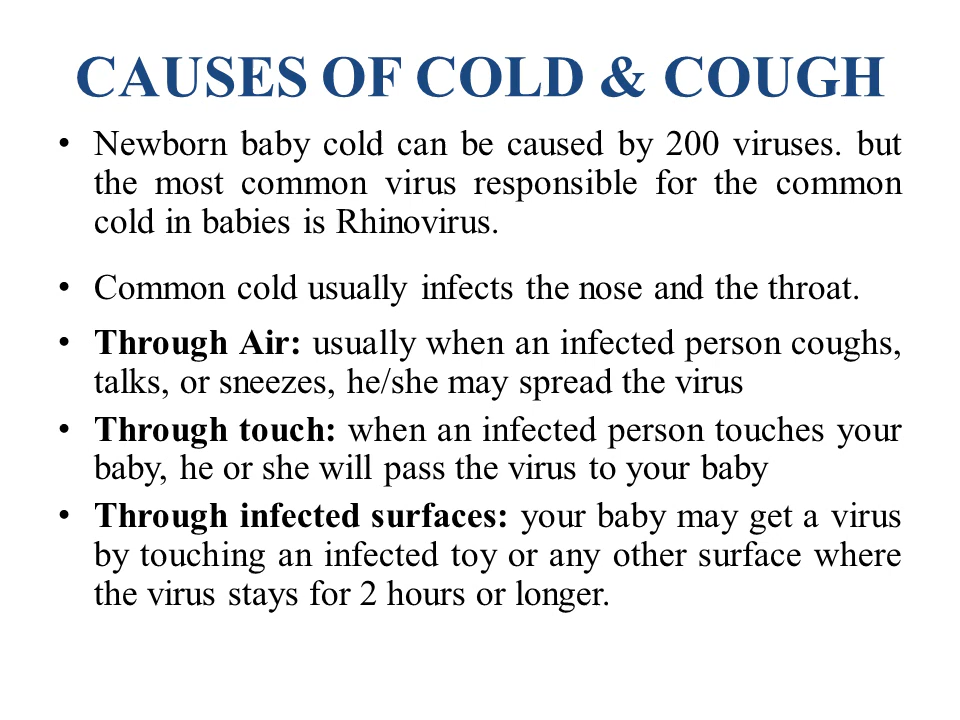 CAUSES OF COLD & COUGH
• Newborn baby cold can be caused by 200 viruses. but
the most common virus responsible for the common
cold in babies is Rhinovirus.
• Common cold usually infects the nose and the throat.
• Through Air: usually when an infected person coughs,
talks, or sneezes, he/she may spread the virus
• Through touch: when an infected person touches your
baby, he or she will pass the virus to your baby
• Through infected surfaces: your baby may get a virus
by touching an infected toy or any other surface where
the virus stays for 2 hours or longer.